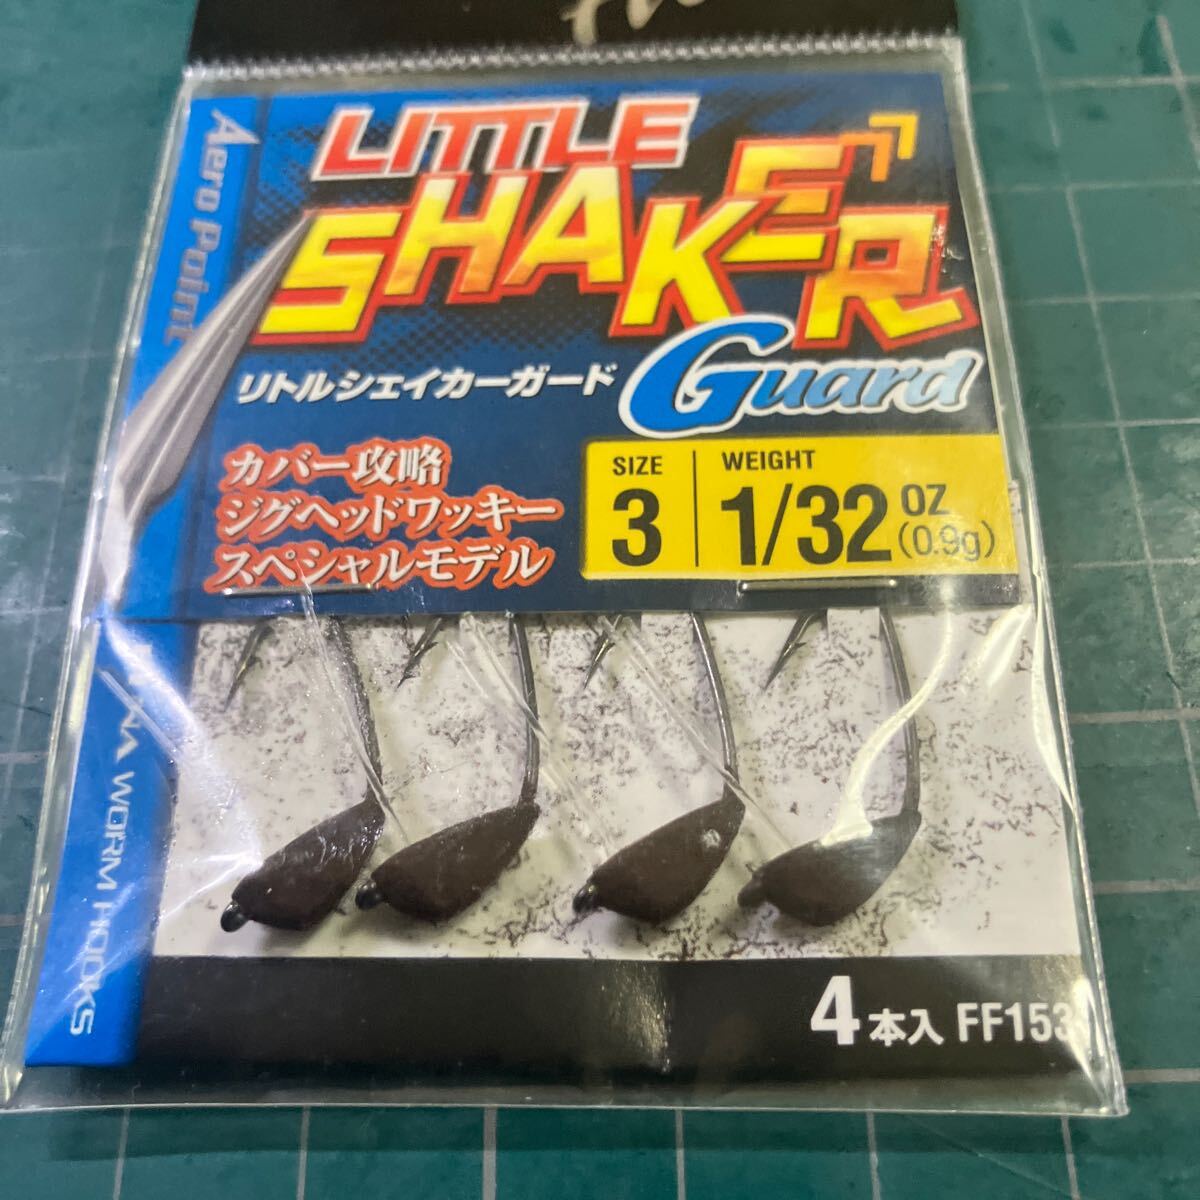 Aero Point
LITTLE
SHAKER
Guard
リトルシェイカーガード
カバー攻略
ジグヘッドワッキー
スペシャルモデル
SIZE
3
WEIGHT
1/32 OZ
(0.9g)
WORM HOOKS
4本入 FF153